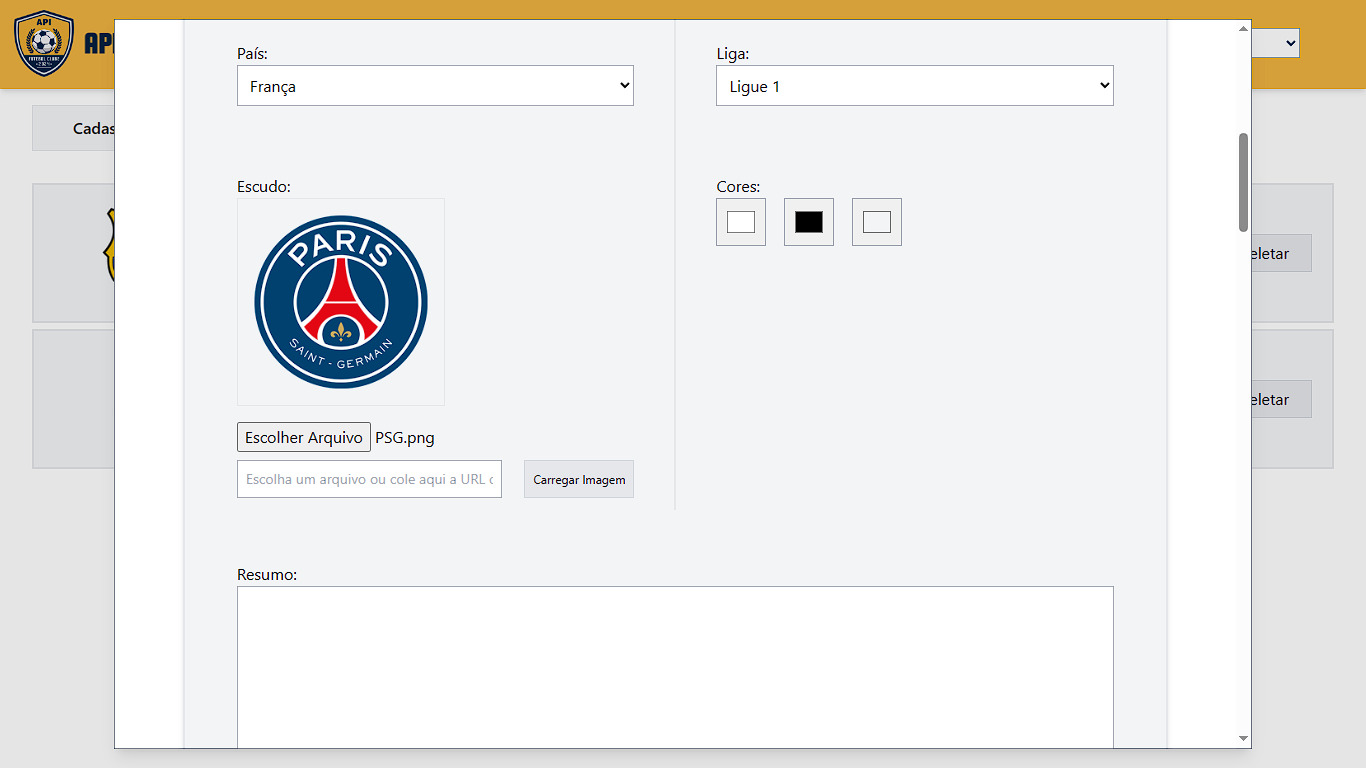 API
FUTEBOL CLUBE
API
Cadas
País:
França
Liga:
Ligue 1
Escudo:
PARIS
SAINT - GERMAIN
Cores:
eletar
eletar
Escolher Arquivo PSG.png
Escolha um arquivo ou cole aqui a URL
Carregar Imagem
Resumo: